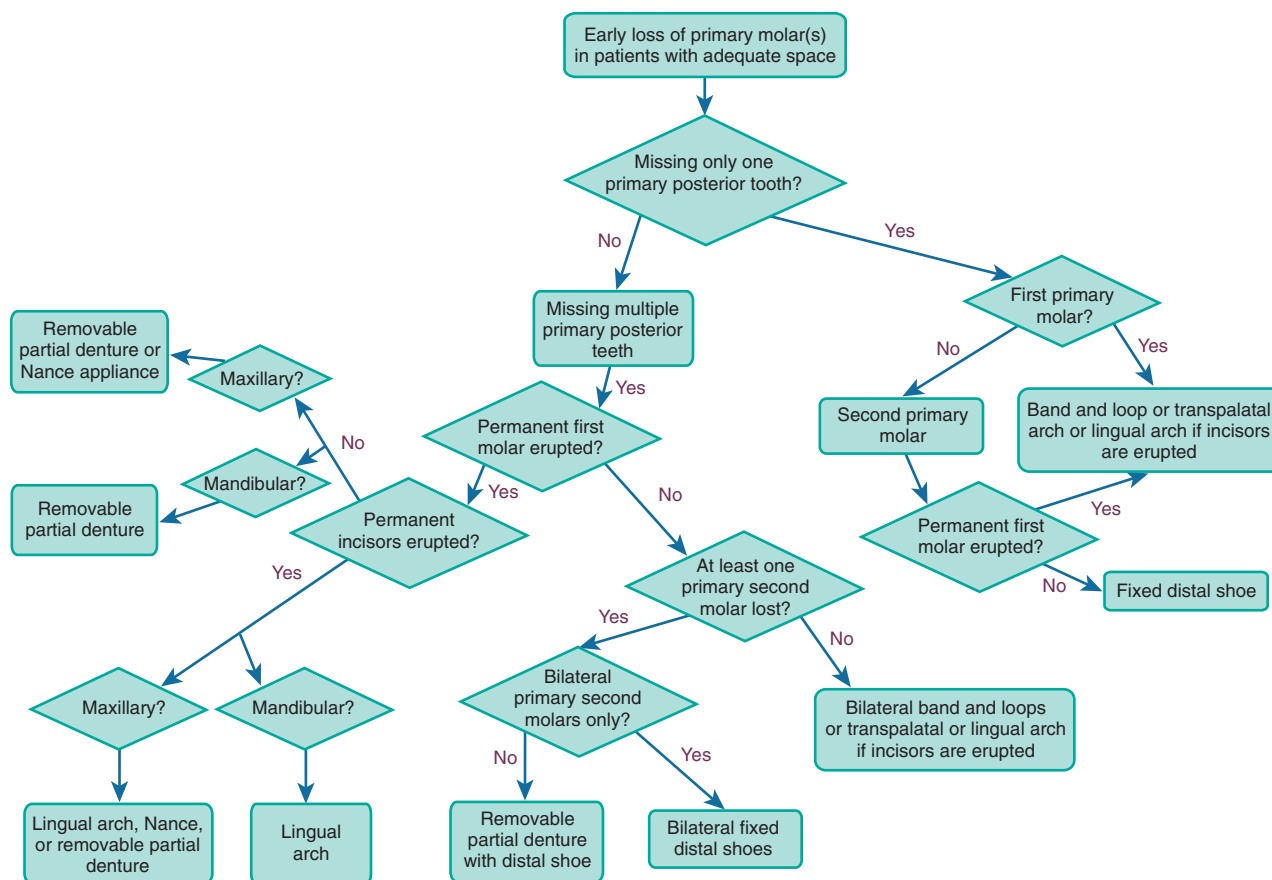 Early loss of primary molar(s)
in patients with adequate space
Missing only one
primary posterior tooth?
No
Yes
Missing multiple
primary posterior
teeth
First primary
molar?
Removable
partial denture or
Nance appliance
Maxillary?
Yes
No
Yes
Permanent first
molar erupted?
Second primary
molar
Band and loop or transpalatal
arch or lingual arch if incisors
are erupted
No
Mandibular?
Removable
partial denture
Yes
No
Permanent
incisors erupted?
Yes
Permanent first
molar erupted?
At least one
primary second
molar lost?
No
Fixed distal shoe
Yes
Yes
No
Bilateral
primary second
molars only?
Maxillary?
Mandibular?
Bilateral band and loops
or transpalatal or lingual arch
if incisors are erupted
No
Yes
Lingual arch, Nance,
or removable partial
denture
Lingual
arch
Removable
partial denture
with distal shoe
Bilateral fixed
distal shoes